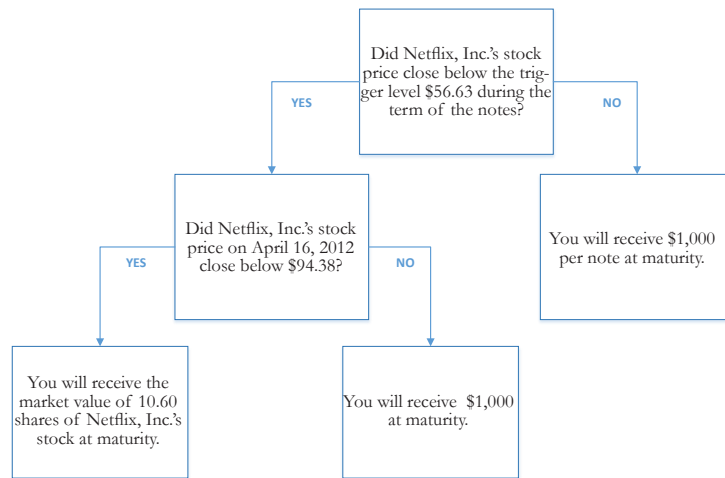 Did Netflix, Inc.'s stock
price close below the trig-
ger level $56.63 during the
term of the notes?
YES
NO
Did Netflix, Inc.'s stock
price on April 16, 2012
close below $94.38?
You will receive $1,000
per note at maturity.
YES
NO
You will receive the
market value of 10.60
shares of Netflix, Inc.'s
stock at maturity.
You will receive $1,000
at maturity.